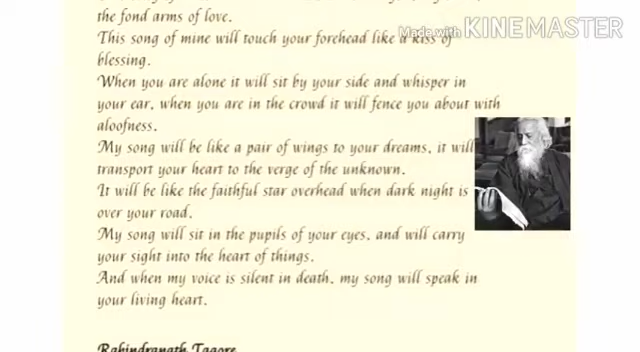 the fond arms of love.
This song of mine will touch your forehead like a kiss of
blessing.
When you are alone it will sit by your side and whisper in
your ear, when you are in the crowd it will fence you about with
aloofness.
My song will be like a pair of wings to your dreams, it will
transport your heart to the verge of the unknown.
It will be like the faithful star overhead when dark night is
over your road.
My song will sit in the pupils of your eyes, and will carry
your sight into the heart of things.
And when my voice is silent in death, my song will speak in
your living heart.
Rabindranath Tagore
Made with KINEMASTER